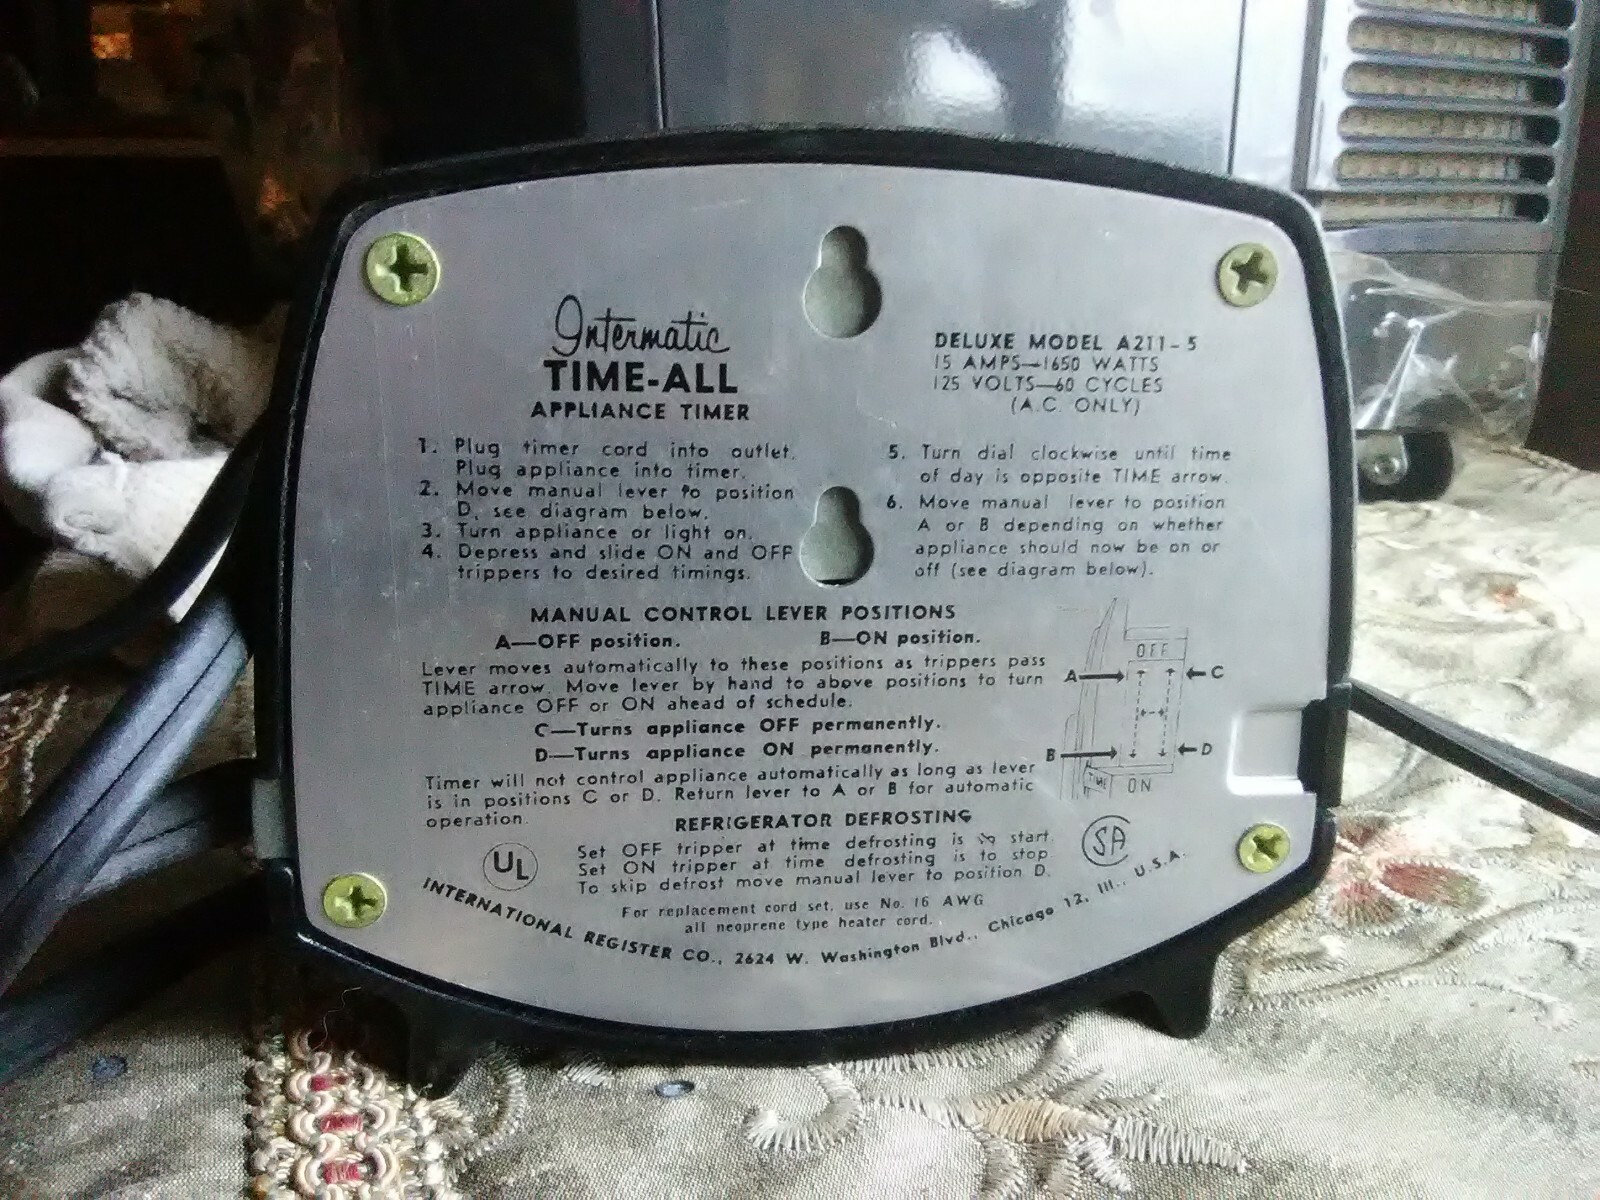 Intermatic
TIME-ALL
APPLIANCE TIMER
DELUXE MODEL A211-5
15 AMPS—1650 WATTS
125 VOLTS—60 CYCLES
(A.C. ONLY)
1. Plug timer cord into outlet.
Plug appliance into timer.
2. Move manual lever to position
D, see diagram below.
3. Turn appliance or light on.
4. Depress and slide ON and OFF
trippers to desired timings.
5. Turn dial clockwise until time
of day is opposite TIME arrow.
6. Move manual lever to position
A or B depending on whether
appliance should now be on or
off (see diagram below).
MANUAL CONTROL LEVER POSITIONS
A—OFF position. B—ON position.
Lever moves automatically to these positions as trippers pass
TIME arrow. Move lever by hand to above positions to turn
appliance OFF or ON ahead of schedule.
C—Turns appliance OFF permanently.
D—Turns appliance ON permanently.
Timer will not control appliance automatically as long as lever
is in positions C or D. Return lever to A or B for automatic
operation.
OFF
A C
B D
TIME ON
REFRIGERATOR DEFROSTING
Set OFF tripper at time defrosting is to start.
Set ON tripper at time defrosting is to stop.
To skip defrost move manual lever to position D.
UL
SA
For replacement cord set, use No. 16 AWG
all neoprene type heater cord.
INTERNATIONAL REGISTER CO., 2624 W. Washington Blvd., Chicago 12, Ill., U.S.A.